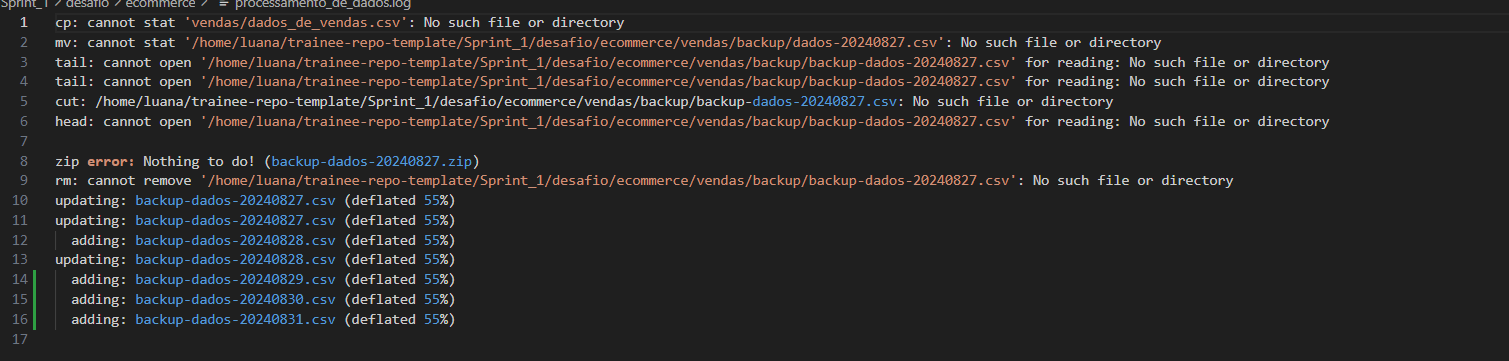 Sprint_1 > desafio > ecommerce > processamento_de_dados.log
1 cp: cannot stat 'vendas/dados_de_vendas.csv': No such file or directory
2 mv: cannot stat '/home/luana/trainee-repo-template/Sprint_1/desafio/ecommerce/vendas/backup/dados-20240827.csv': No such file or directory
3 tail: cannot open '/home/luana/trainee-repo-template/Sprint_1/desafio/ecommerce/vendas/backup/backup-dados-20240827.csv' for reading: No such file or directory
4 tail: cannot open '/home/luana/trainee-repo-template/Sprint_1/desafio/ecommerce/vendas/backup/backup-dados-20240827.csv' for reading: No such file or directory
5 cut: /home/luana/trainee-repo-template/Sprint_1/desafio/ecommerce/vendas/backup/backup-dados-20240827.csv: No such file or directory
6 head: cannot open '/home/luana/trainee-repo-template/Sprint_1/desafio/ecommerce/vendas/backup/backup-dados-20240827.csv' for reading: No such file or directory
7
8 zip error: Nothing to do! (backup-dados-20240827.zip)
9 rm: cannot remove '/home/luana/trainee-repo-template/Sprint_1/desafio/ecommerce/vendas/backup/backup-dados-20240827.csv': No such file or directory
10 updating: backup-dados-20240827.csv (deflated 55%)
11 updating: backup-dados-20240827.csv (deflated 55%)
12 adding: backup-dados-20240828.csv (deflated 55%)
13 updating: backup-dados-20240828.csv (deflated 55%)
14 adding: backup-dados-20240829.csv (deflated 55%)
15 adding: backup-dados-20240830.csv (deflated 55%)
16 adding: backup-dados-20240831.csv (deflated 55%)
17